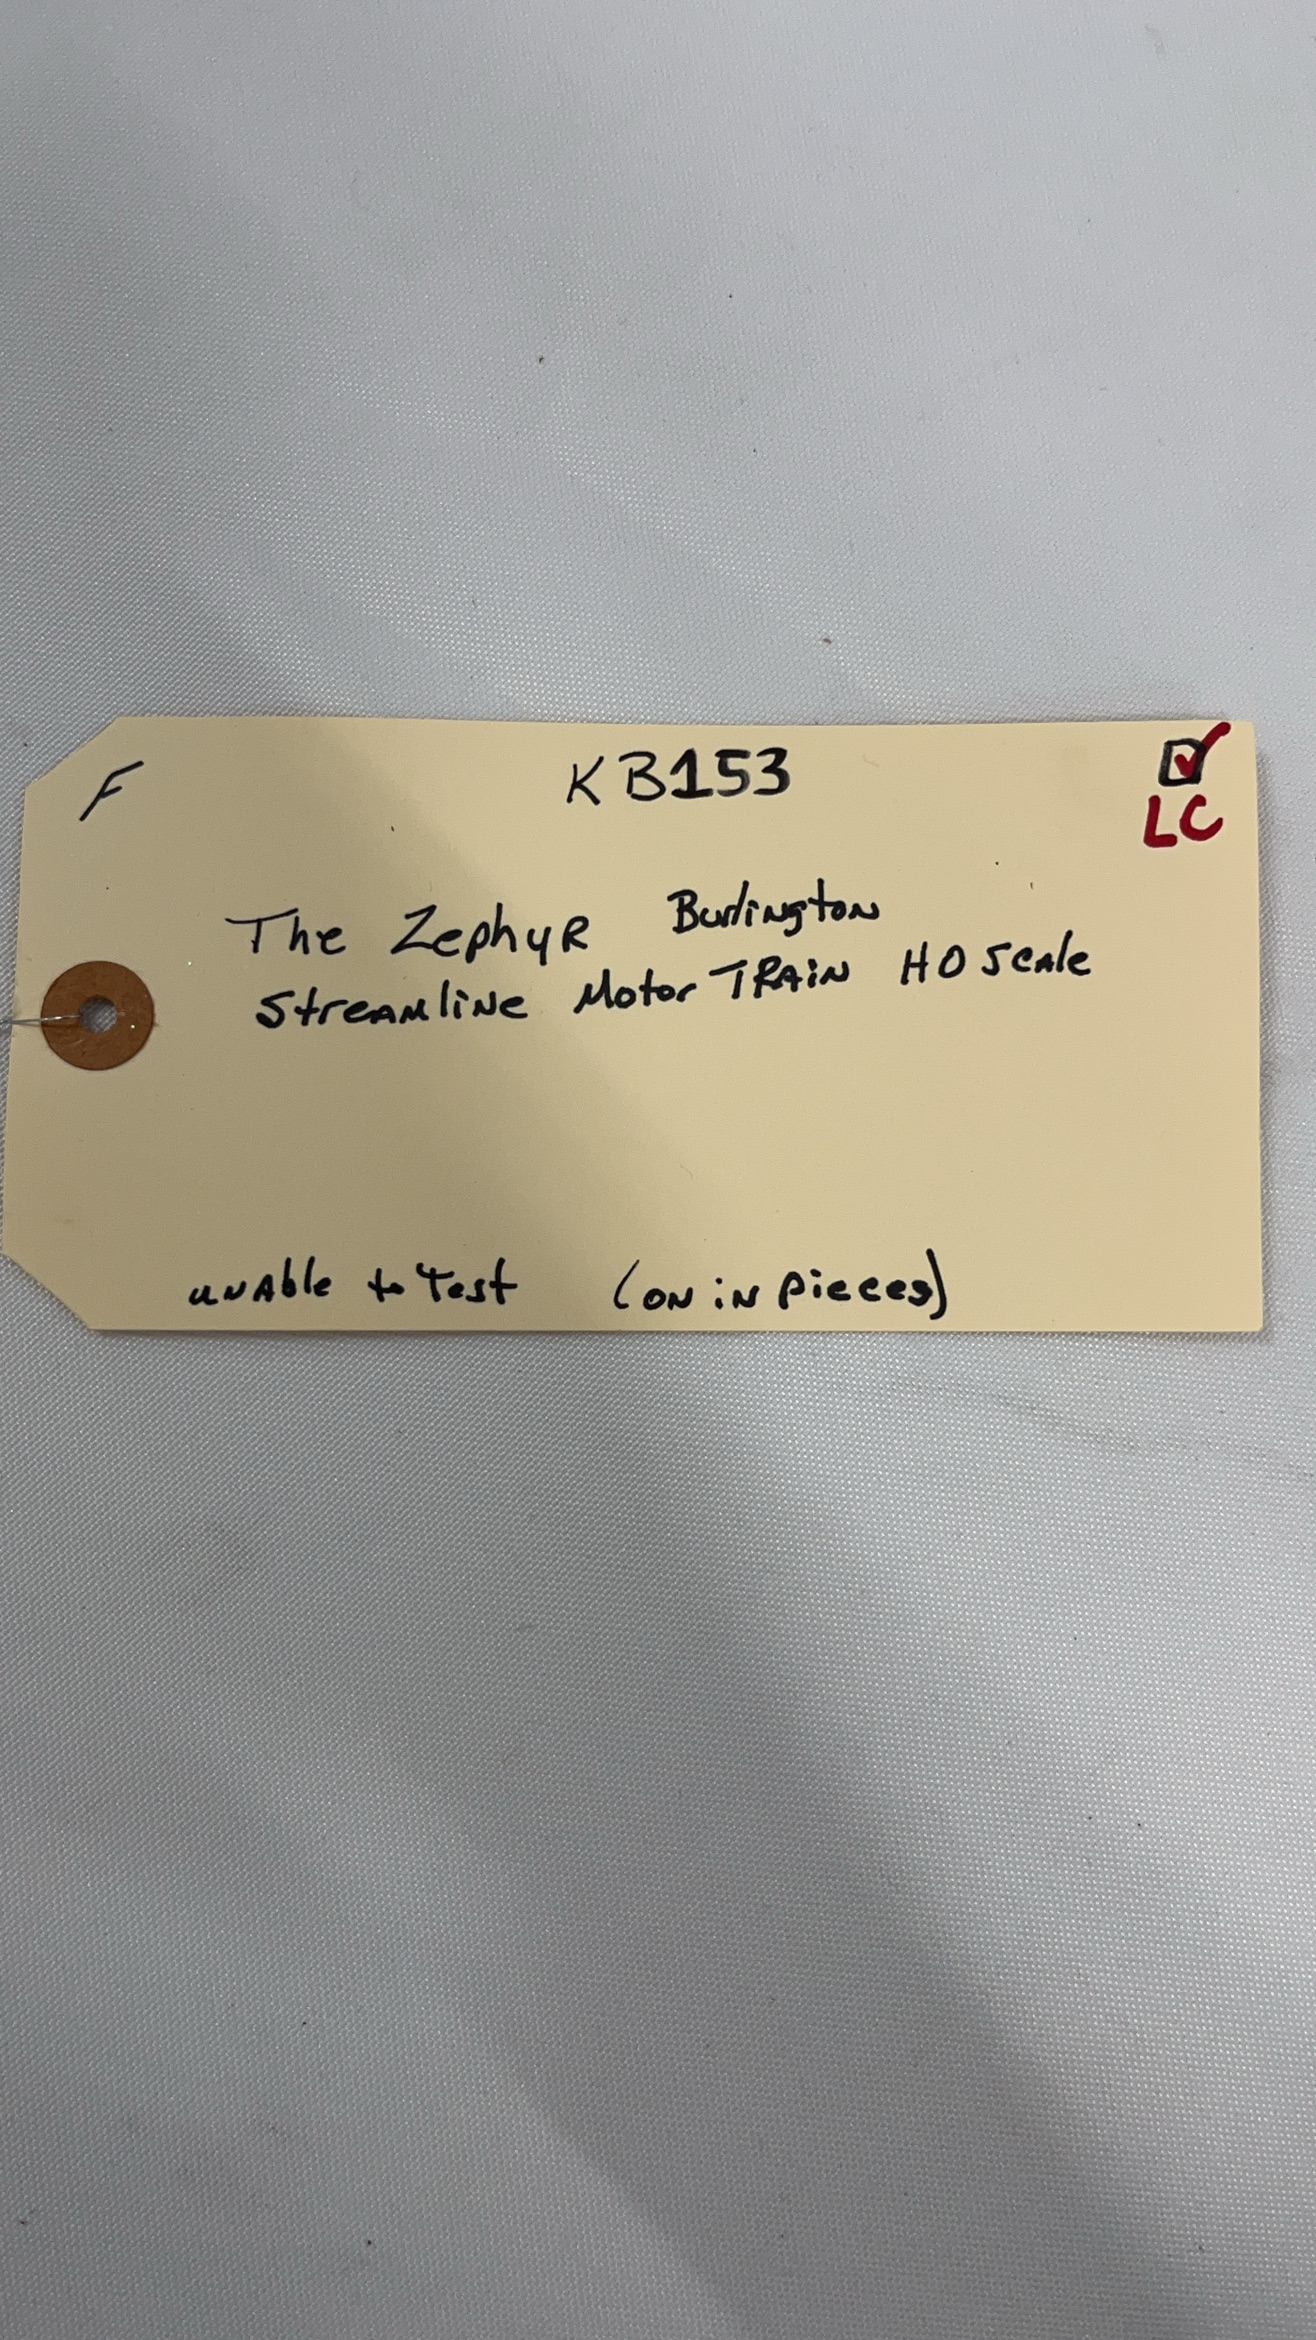 F KB153
LC
The Zephyr Burlington
Streamline Motor Train HO Scale
unable to Test (on in pieces)